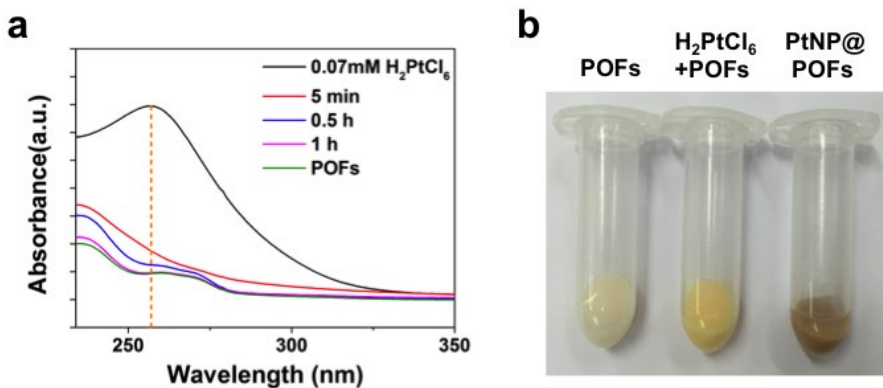 a
Absorbance(a.u.)
0.07mM H₂PtCl₆
5 min
0.5 h
1 h
POFs
250
300
350
Wavelength (nm)
b
POFs
H₂PtCl₆
+POFs
PtNP@
POFs